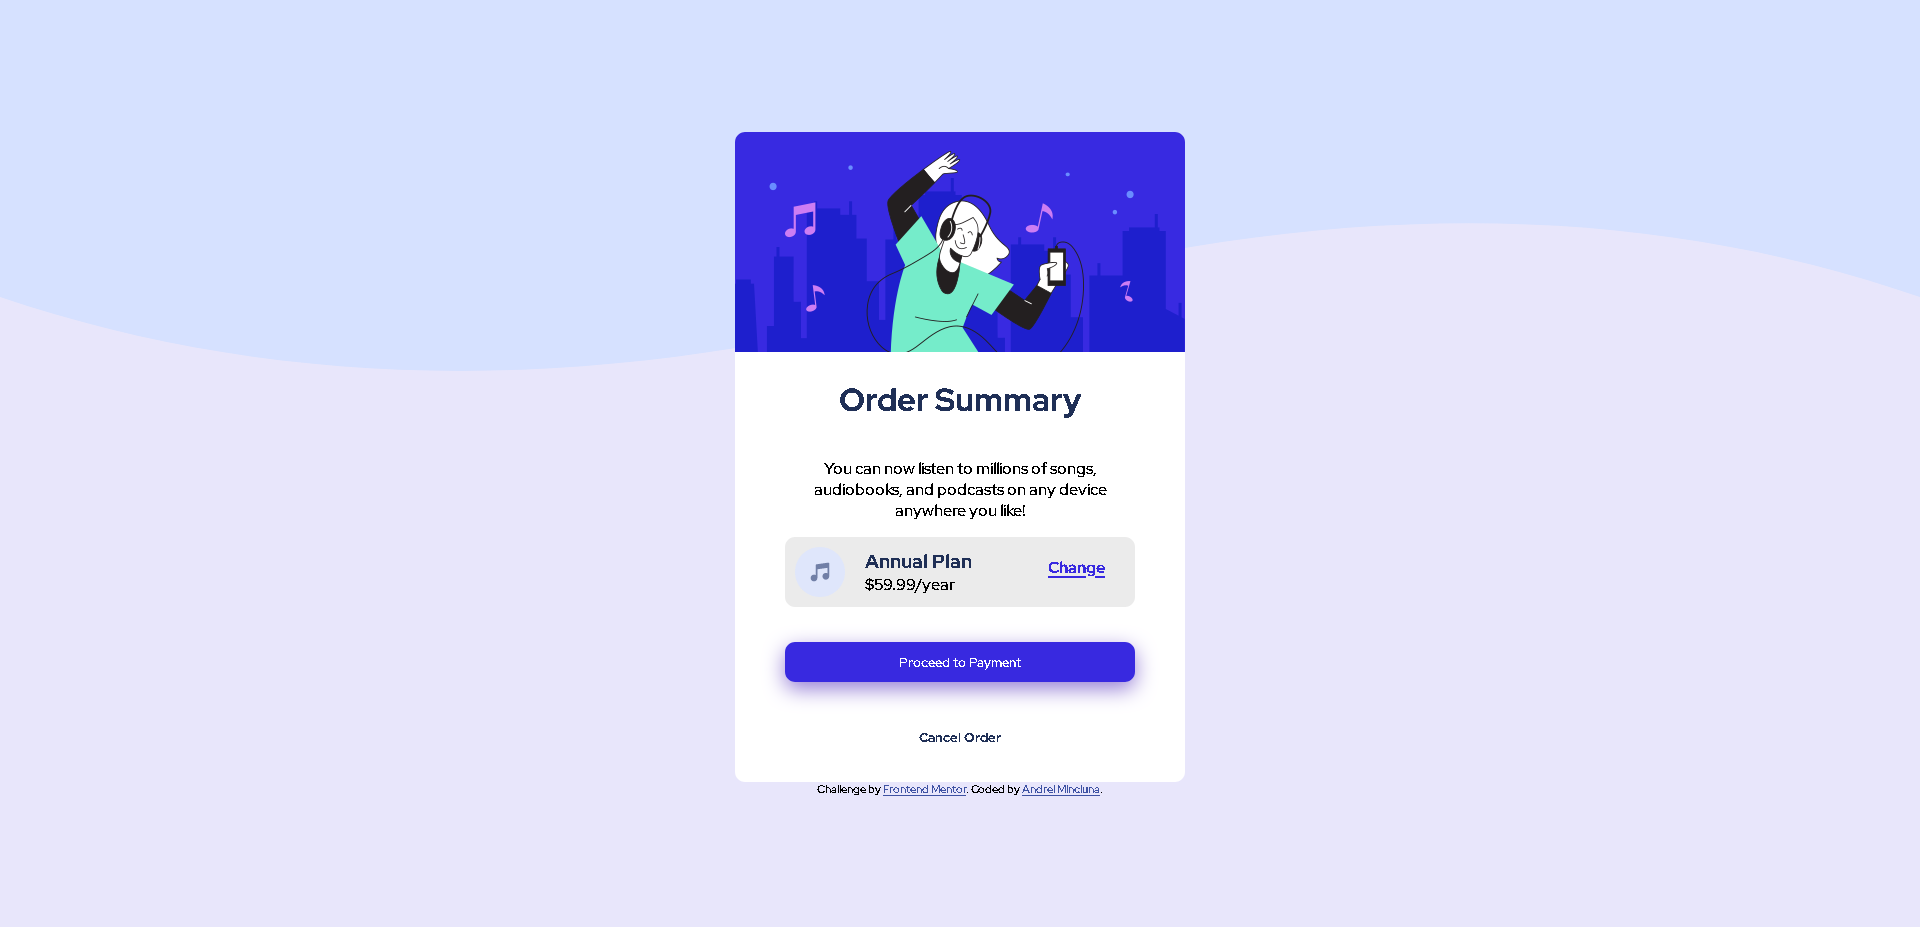 Order Summary
You can now listen to millions of songs,
audiobooks, and podcasts on any device
anywhere you like!
Annual Plan
$59.99/year
Change
Proceed to Payment
Cancel Order
Challenge by Frontend Mentor. Coded by Andrei Minciuna.